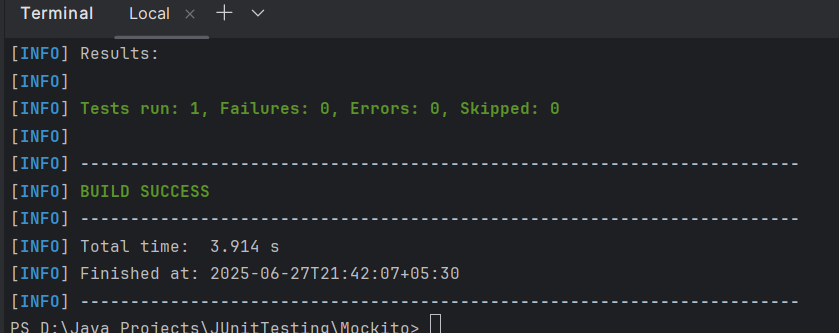 Terminal Local
[INFO] Results:
[INFO]
[INFO] Tests run: 1, Failures: 0, Errors: 0, Skipped: 0
[INFO]
[INFO] ------------------------------------------------------------------------
[INFO] BUILD SUCCESS
[INFO] ------------------------------------------------------------------------
[INFO] Total time:  3.914 s
[INFO] Finished at: 2025-06-27T21:42:07+05:30
[INFO] ------------------------------------------------------------------------
PS D:\Java Projects\JUnitTesting\Mockito>